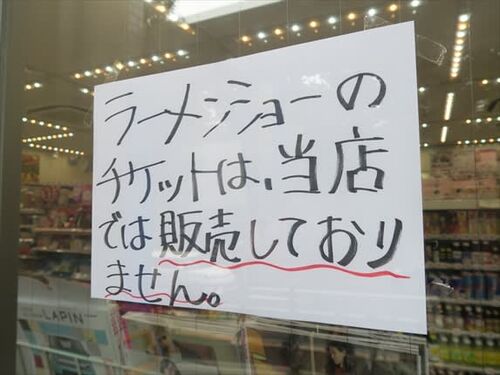 ラーメンショーの
チケットは、当店
では販売しており
ません。
LAPIN